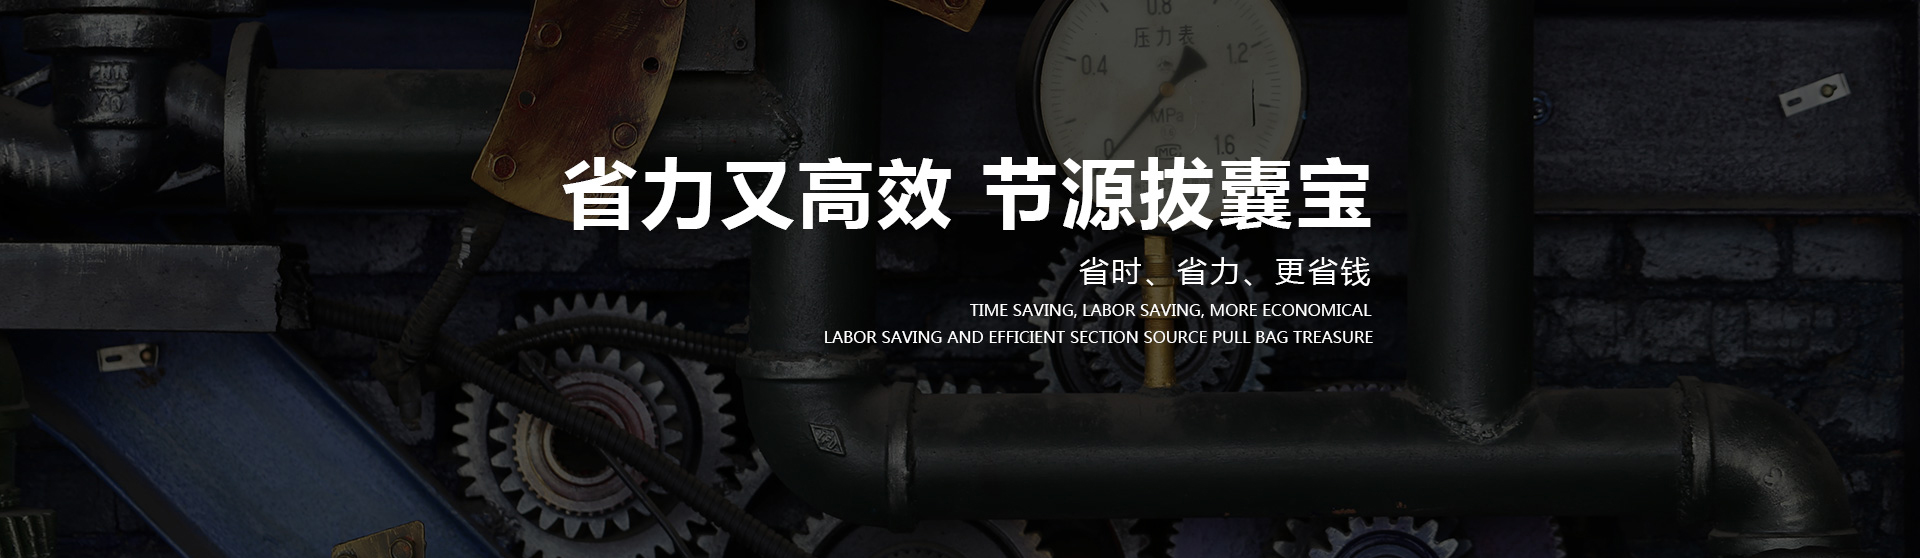 0.8
压力表
0.4
1.2
MPa
0
1.6
MC
省力又高效 节源拔囊宝
省时、省力、更省钱
TIME SAVING, LABOR SAVING, MORE ECONOMICAL
LABOR SAVING AND EFFICIENT SECTION SOURCE PULL BAG TREASURE